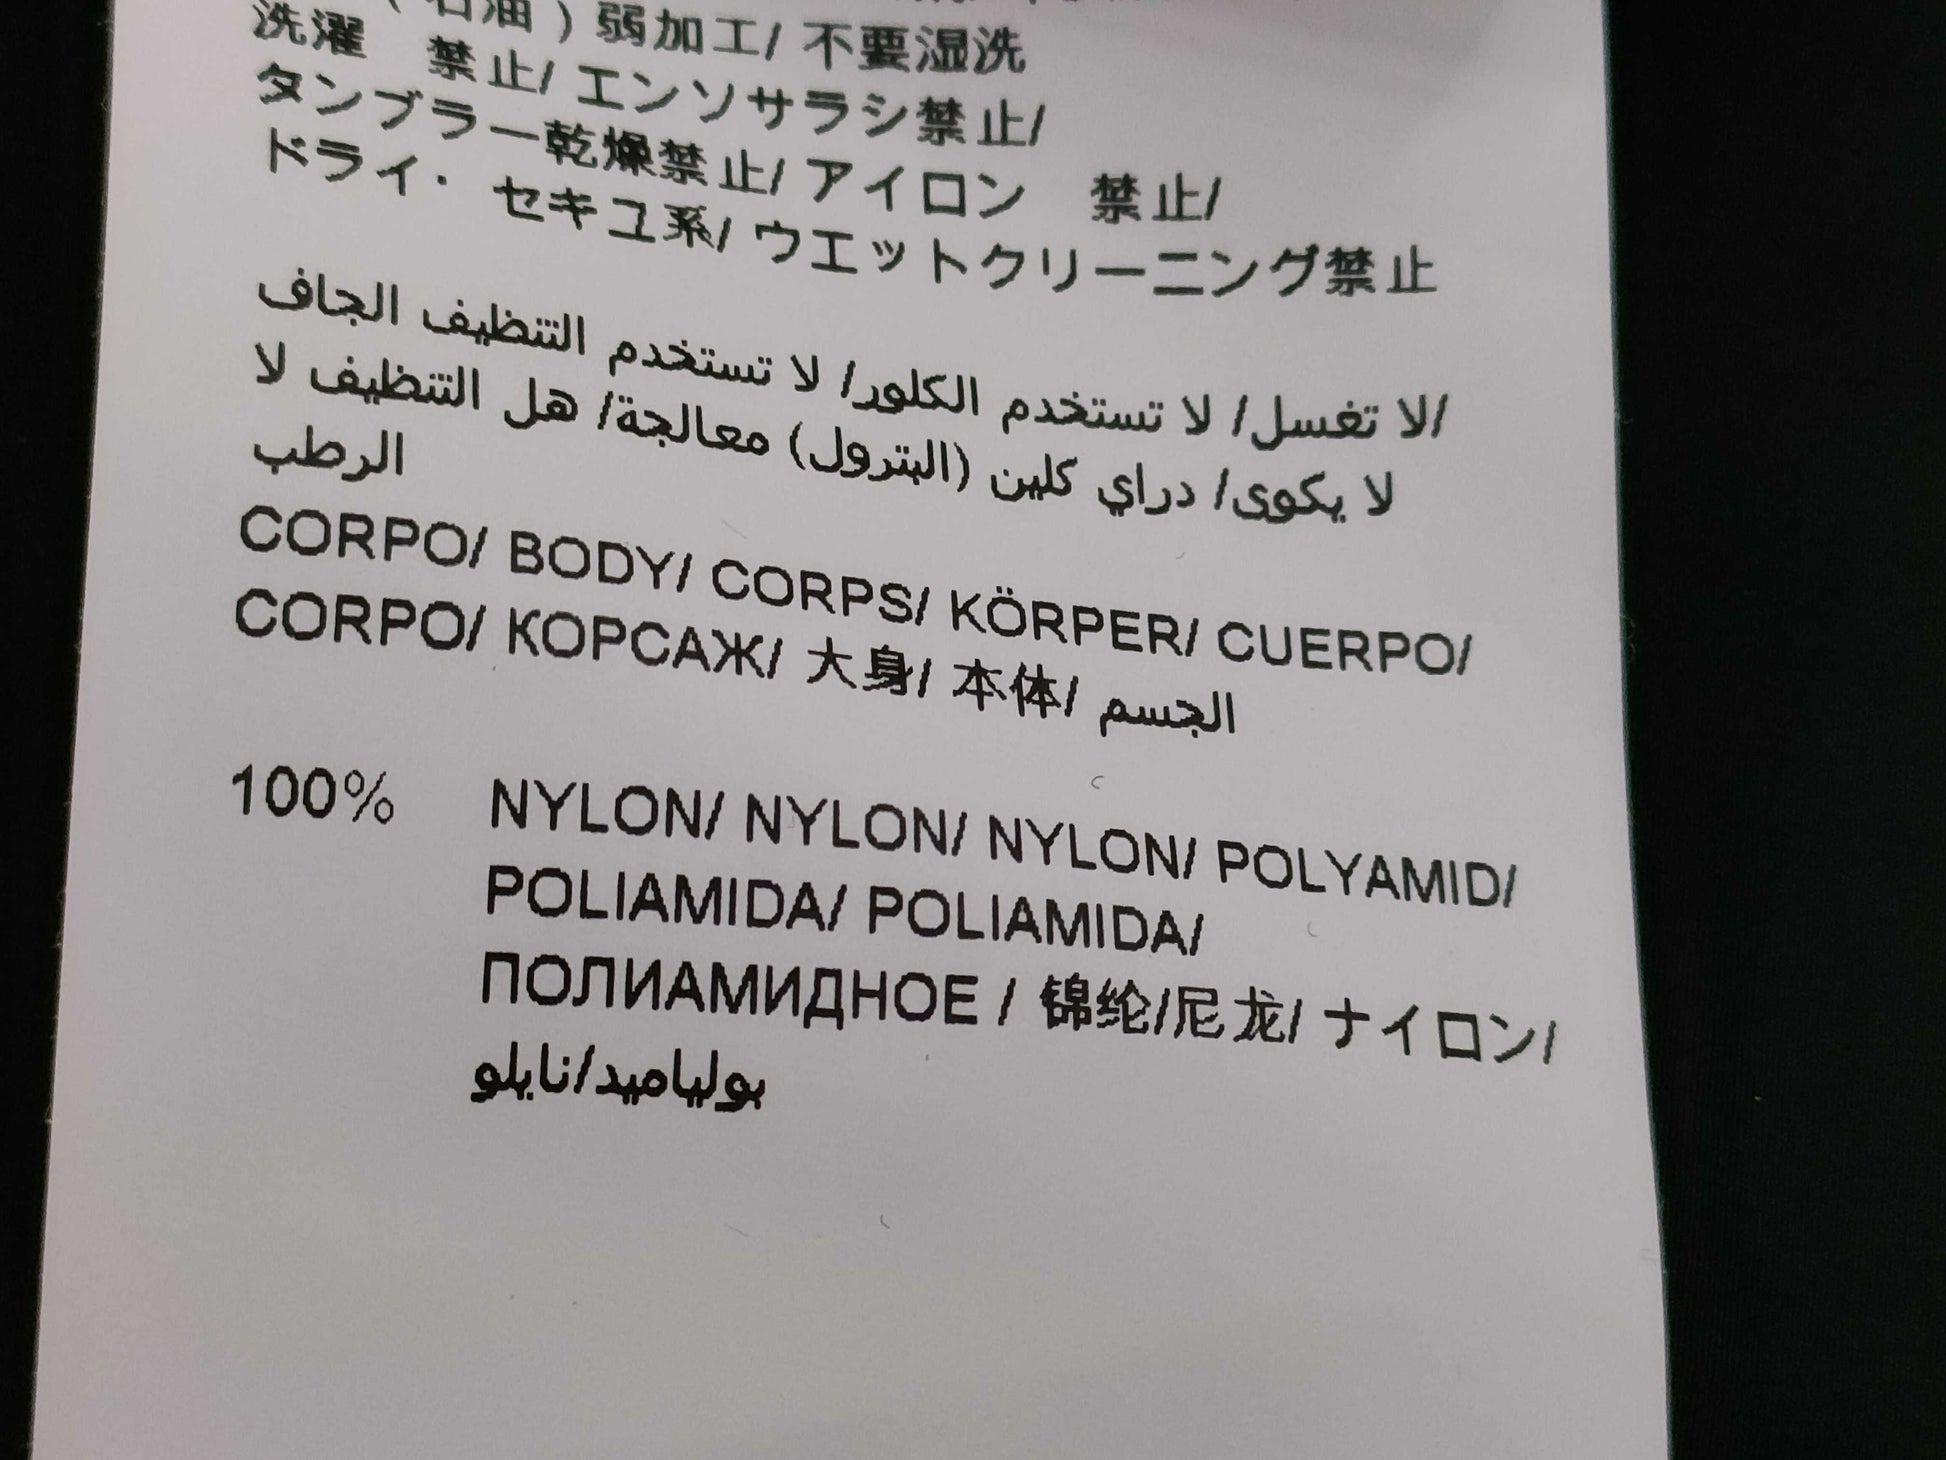 （石油）弱加工/ 不要湿洗
洗濯　禁止/ エンソサラシ禁止/
タンブラー乾燥禁止/ アイロン　禁止/
ドライ・ セキユ系/ ウエットクリーニング禁止
/لا تغسل/ لا تستخدم الكلور/ لا تستخدم التنظيف الجاف
لا يكوى/ دراي كلين (البترول) معالجة/ هل التنظيف لا
الرطب
CORPO/ BODY/ CORPS/ KÖRPER/ CUERPO/
CORPO/ КОРСАЖ/ 大身/ 本体/ الجسم
100% NYLON/ NYLON/ NYLON/ POLYAMID/
POLIAMIDA/ POLIAMIDA/
ПОЛИАМИДНОЕ / 锦纶/尼龙/ ナイロン/
بولياميد/نايلو